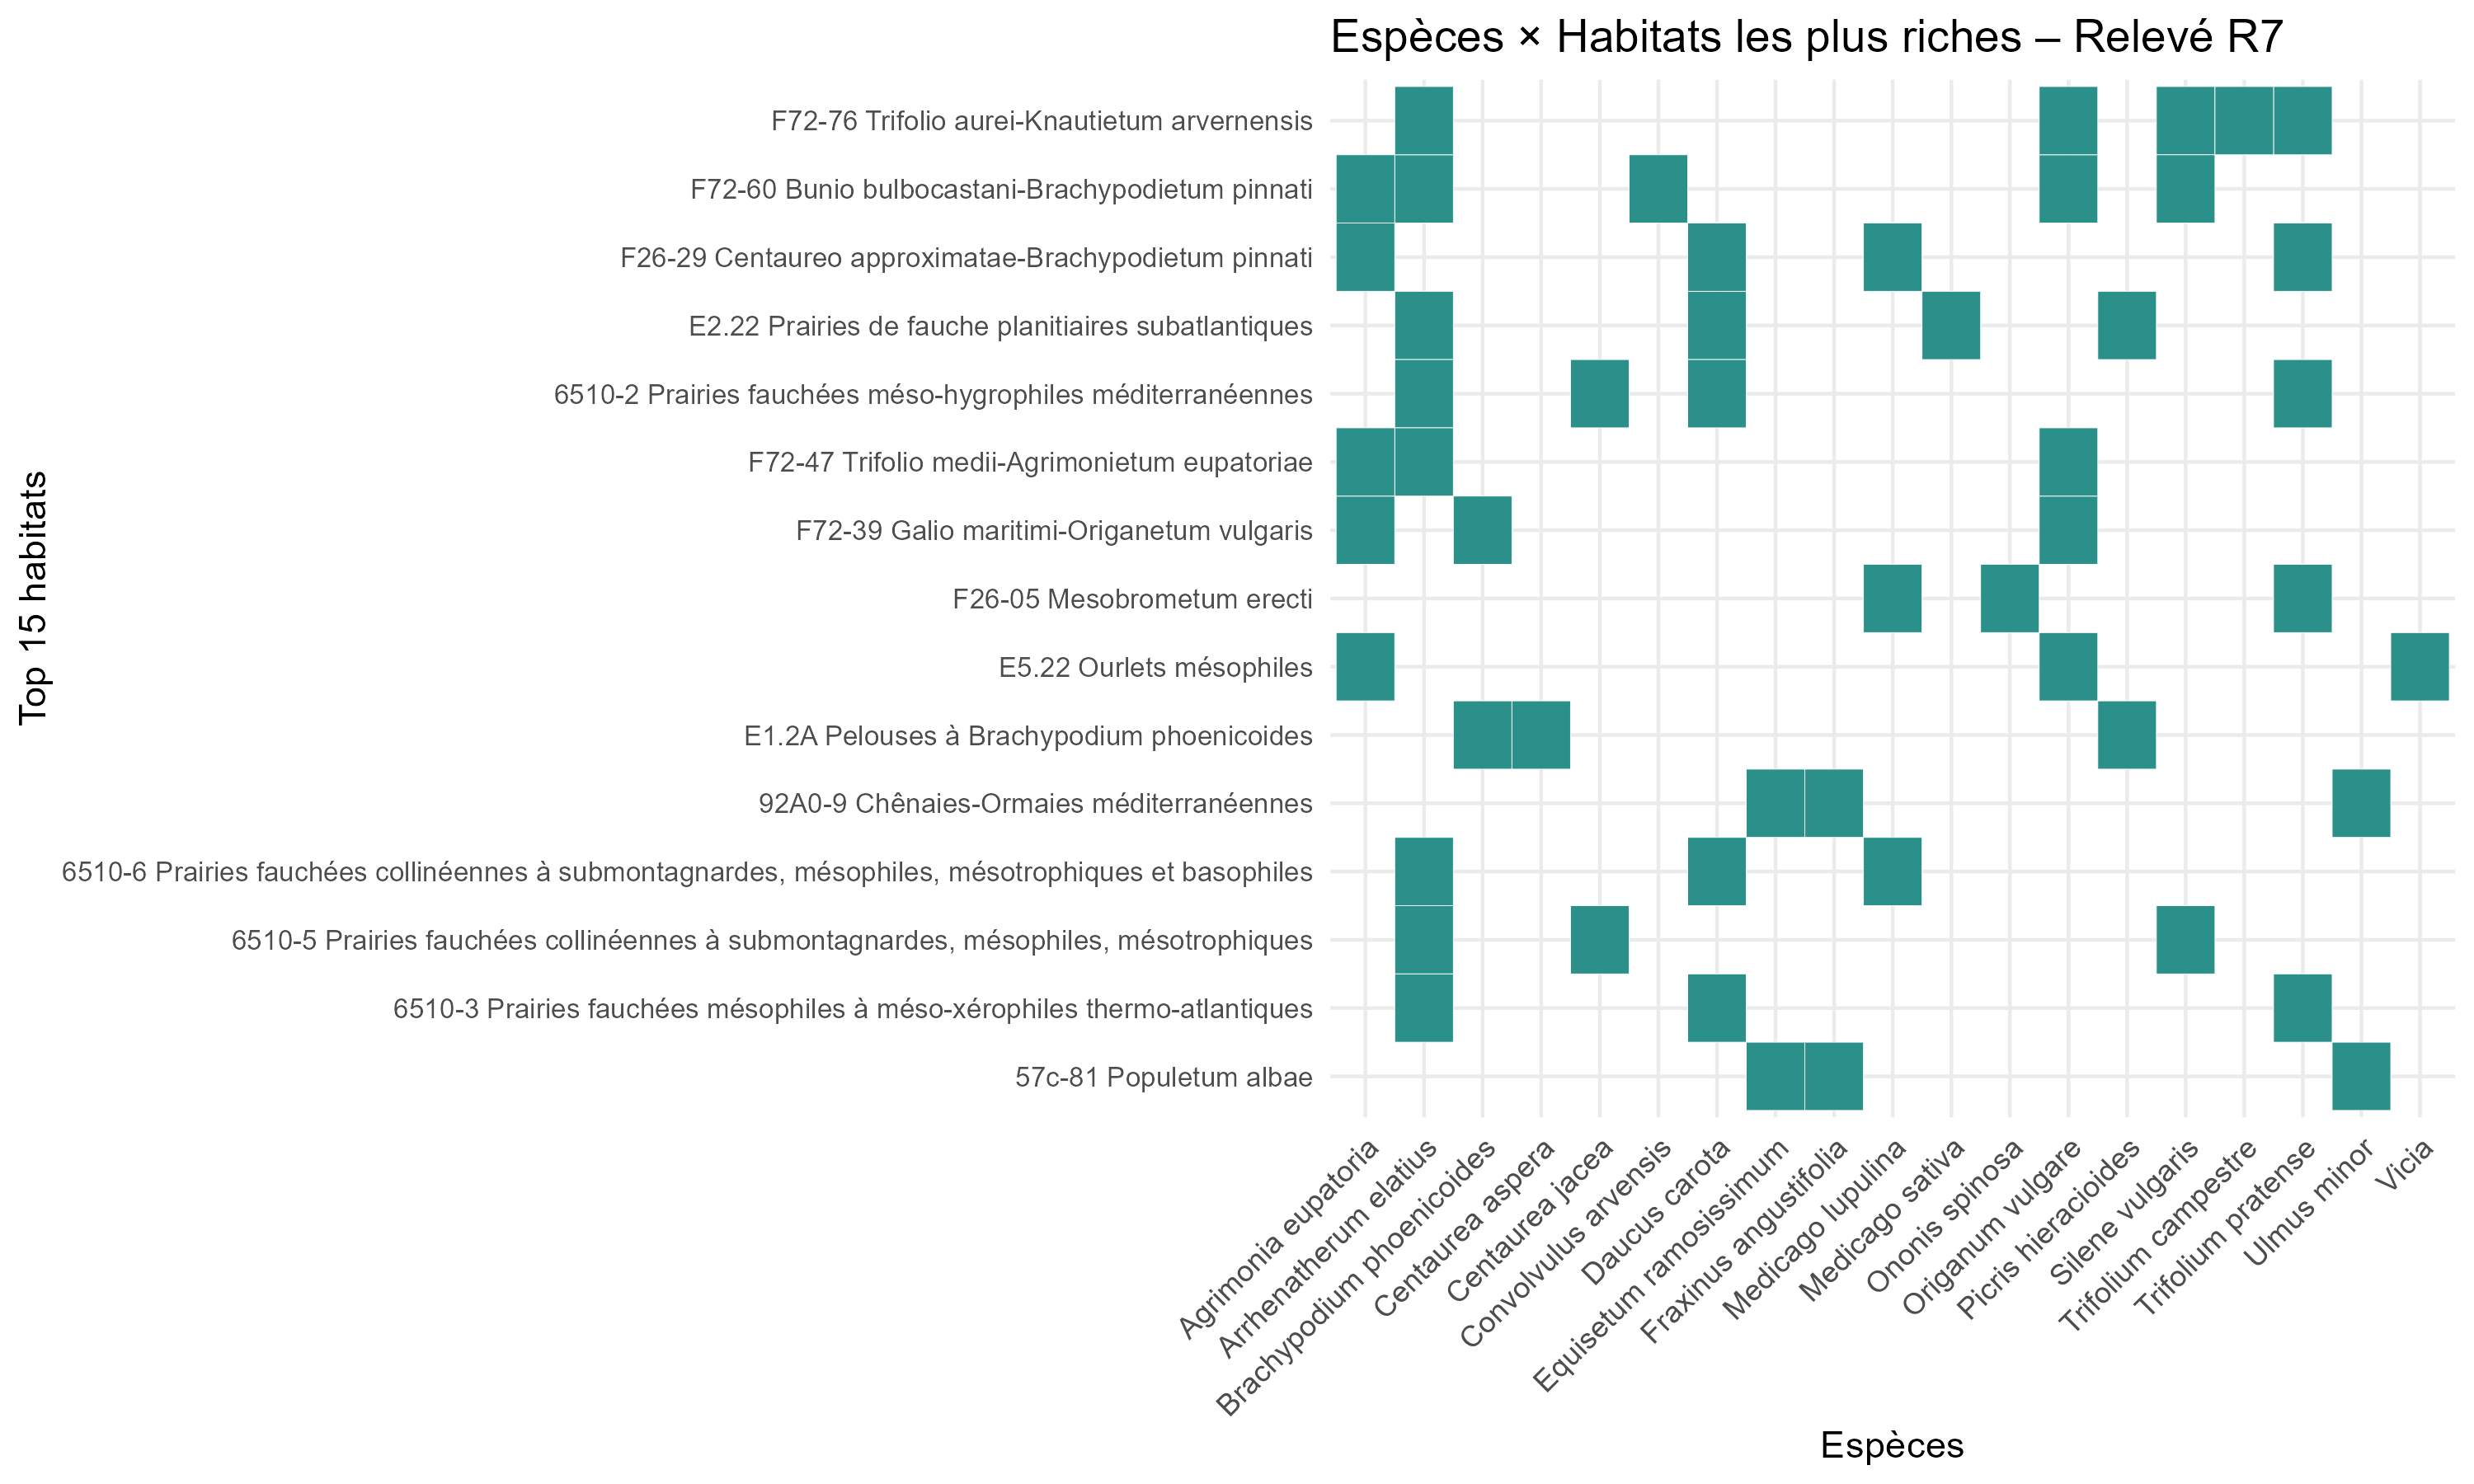 Espèces × Habitats les plus riches – Relevé R7
Top 15 habitats
F72-76 Trifolio aurei-Knautietum arvernensis
F72-60 Bunio bulbocastani-Brachypodietum pinnati
F26-29 Centaureo approximatae-Brachypodietum pinnati
E2.22 Prairies de fauche planitiaires subatlantiques
6510-2 Prairies fauchées méso-hygrophiles méditerranéennes
F72-47 Trifolio medii-Agrimonietum eupatoriae
F72-39 Galio maritimi-Origanetum vulgaris
F26-05 Mesobrometum erecti
E5.22 Ourlets mésophiles
E1.2A Pelouses à Brachypodium phoenicoides
92A0-9 Chênaies-Ormaies méditerranéennes
6510-6 Prairies fauchées collinéennes à submontagnardes, mésophiles, mésotrophiques et basophiles
6510-5 Prairies fauchées collinéennes à submontagnardes, mésophiles, mésotrophiques
6510-3 Prairies fauchées mésophiles à méso-xérophiles thermo-atlantiques
57c-81 Populetum albae
Agrimonia eupatoria
Arrhenatherum elatius
Brachypodium phoenicoides
Centaurea aspera
Centaurea jacea
Convolvulus arvensis
Daucus carota
Equisetum ramosissimum
Fraxinus angustifolia
Medicago lupulina
Medicago sativa
Ononis spinosa
Origanum vulgare
Picris hieracioides
Silene vulgaris
Trifolium campestre
Trifolium pratense
Ulmus minor
Vicia
Espèces